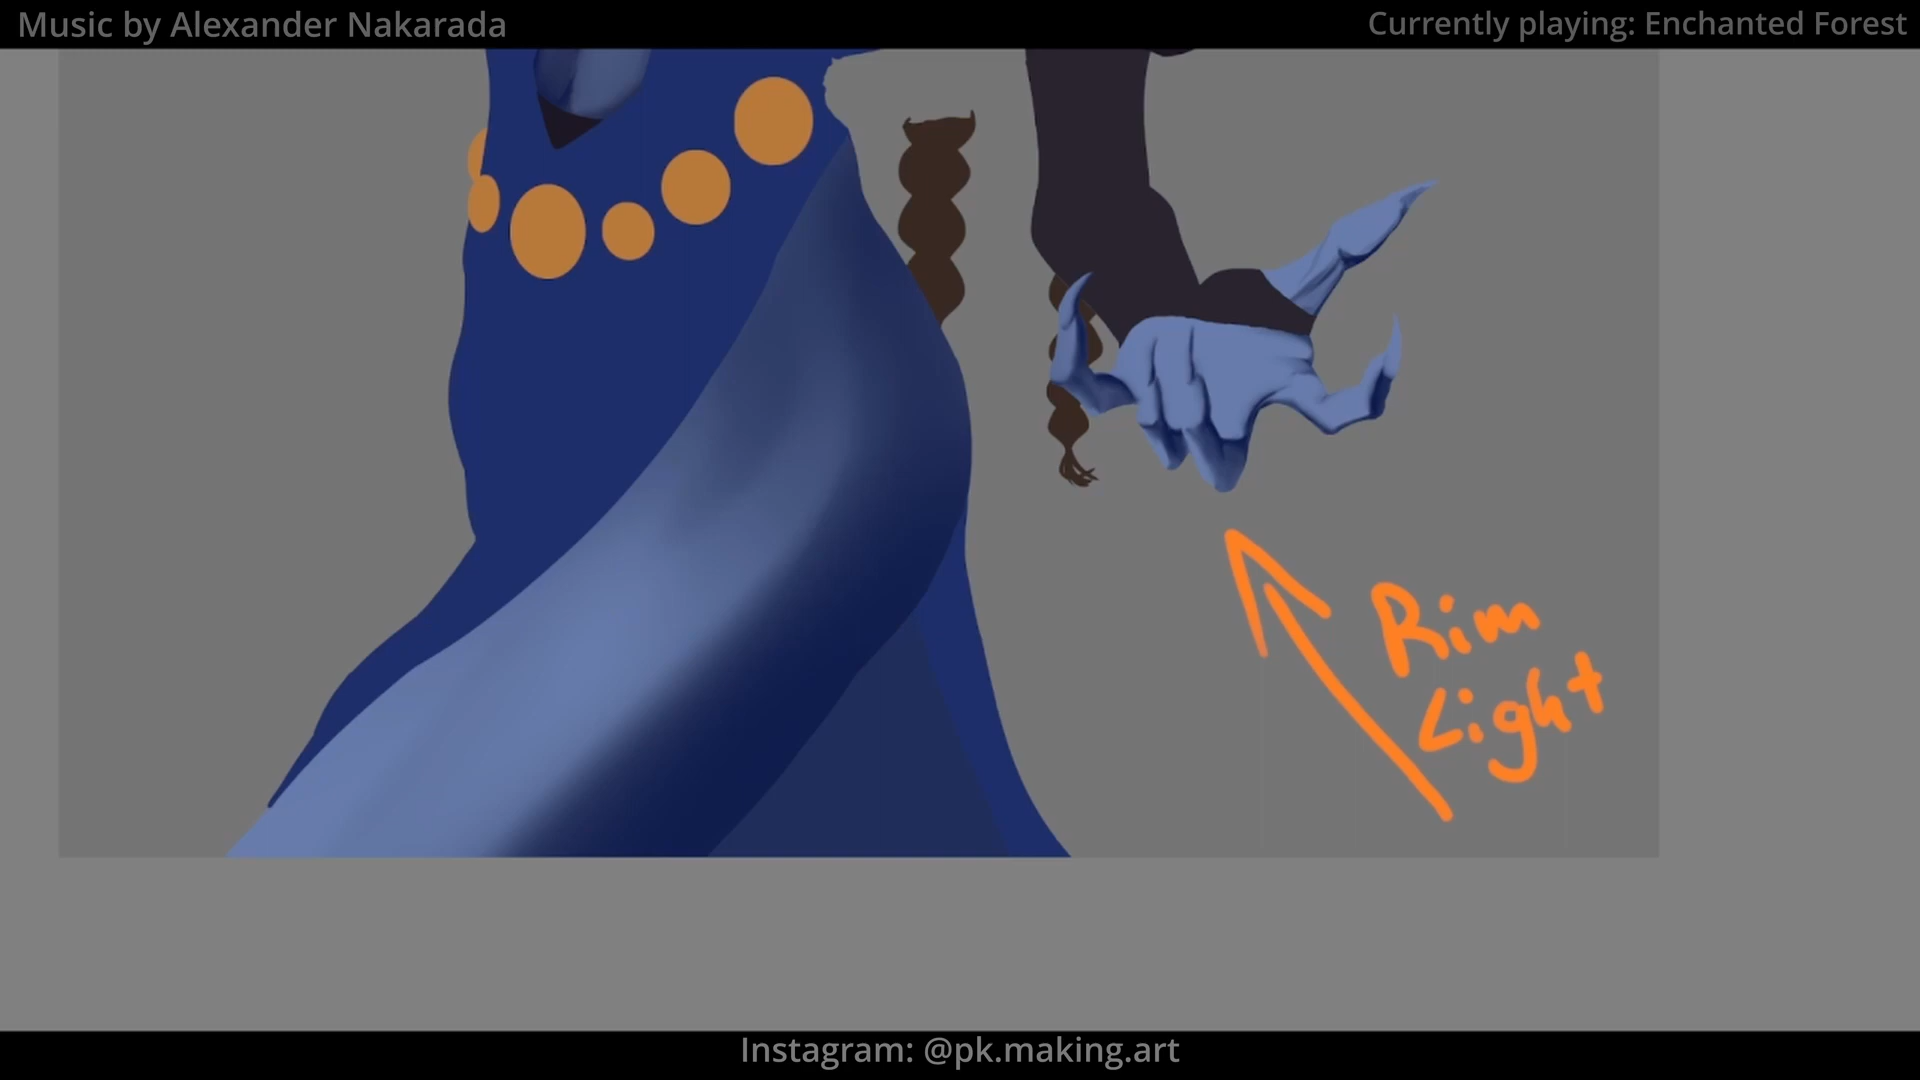 Music by Alexander Nakarada
Currently playing: Enchanted Forest
Rim
Light
Instagram: @pk.making.art